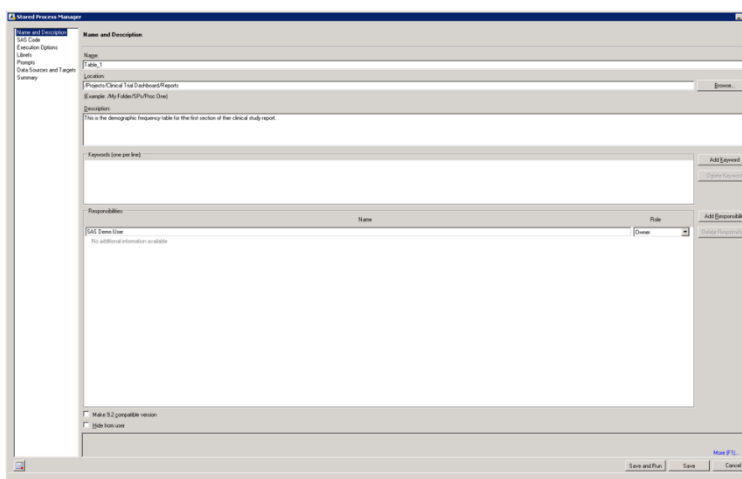 Stored Process Manager
Name and Description
SAS Code
Execution Options
Librefs
Prompts
Data Sources and Targets
Summary
Name and Description
Name:
Table_1
Location:
/Projects/Clinical Trial Dashboard/Reports
Browse...
(Example: /My Folder/SPs/Proc One)
Description:
This is the demographic frequency table for the first section of ther clinical study report.
Keywords (one per line)
Add Keyword
Delete Keyword
Responsibilities:
Name Role
Add Responsibili
SAS Demo User Owner
Delete Responsibi
No additional information available
Make 9.2 compatible version
Hide from user
More (F1)...
Save and Run Save Cancel